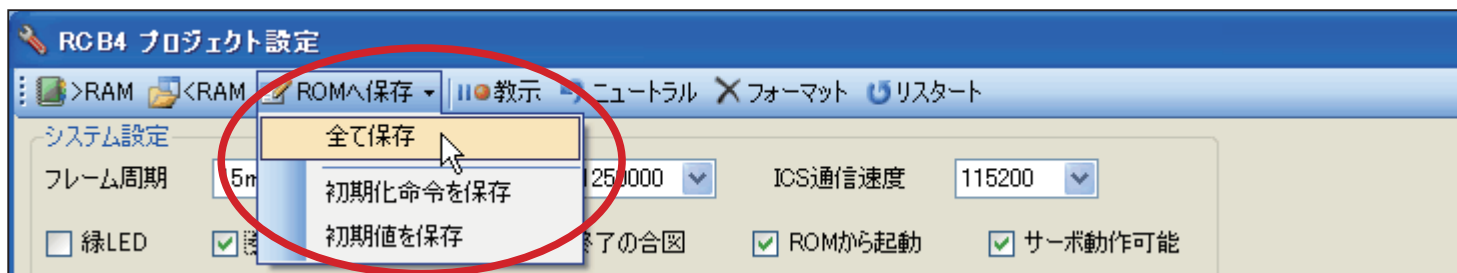 RCB4 プロジェクト設定
>RAM <RAM ROMへ保存 教示 ニュートラル フォーマット リスタート
全て保存
初期化命令を保存
初期値を保存
システム設定
フレーム周期 1250000 ICS通信速度 115200
緑LED 終了の合図 ROMから起動 サーボ動作可能